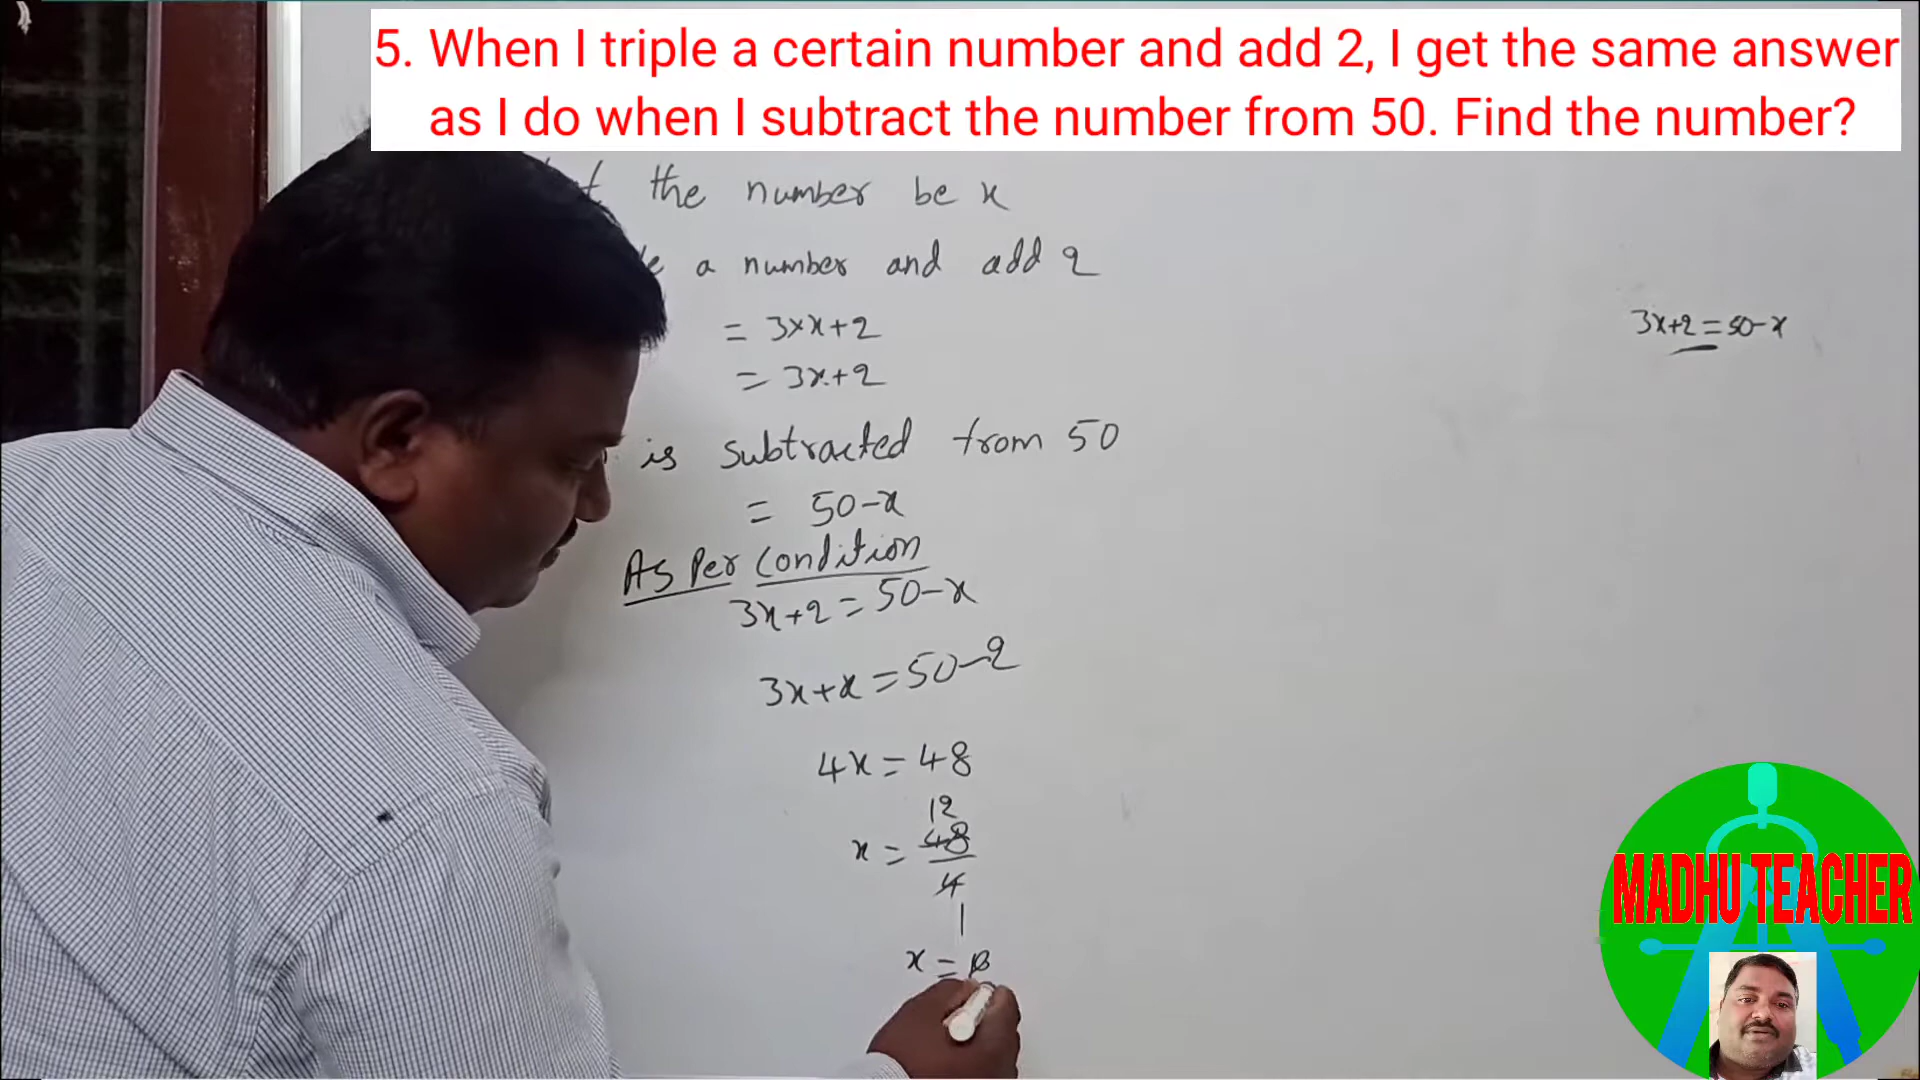 5. When I triple a certain number and add 2, I get the same answer
as I do when I subtract the number from 50. Find the number?
the number be x
a number and add 2
= 3×x+2
= 3x+2
is subtracted from 50
= 50-x
As Per Condition
3x+2 = 50-x
3x+x = 50-2
4x = 48
12
x = 48
4
1
x =
3x+2 = 50-x
MADHU TEACHER